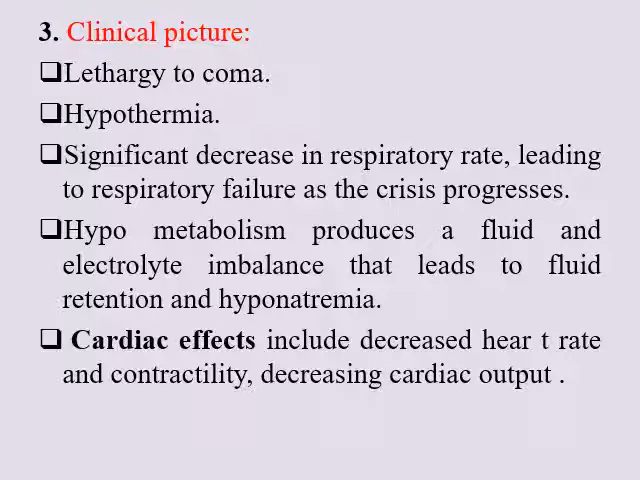 3. Clinical picture:
❑Lethargy to coma.
❑Hypothermia.
❑Significant decrease in respiratory rate, leading
to respiratory failure as the crisis progresses.
❑Hypo metabolism produces a fluid and
electrolyte imbalance that leads to fluid
retention and hyponatremia.
❑ Cardiac effects include decreased hear t rate
and contractility, decreasing cardiac output .